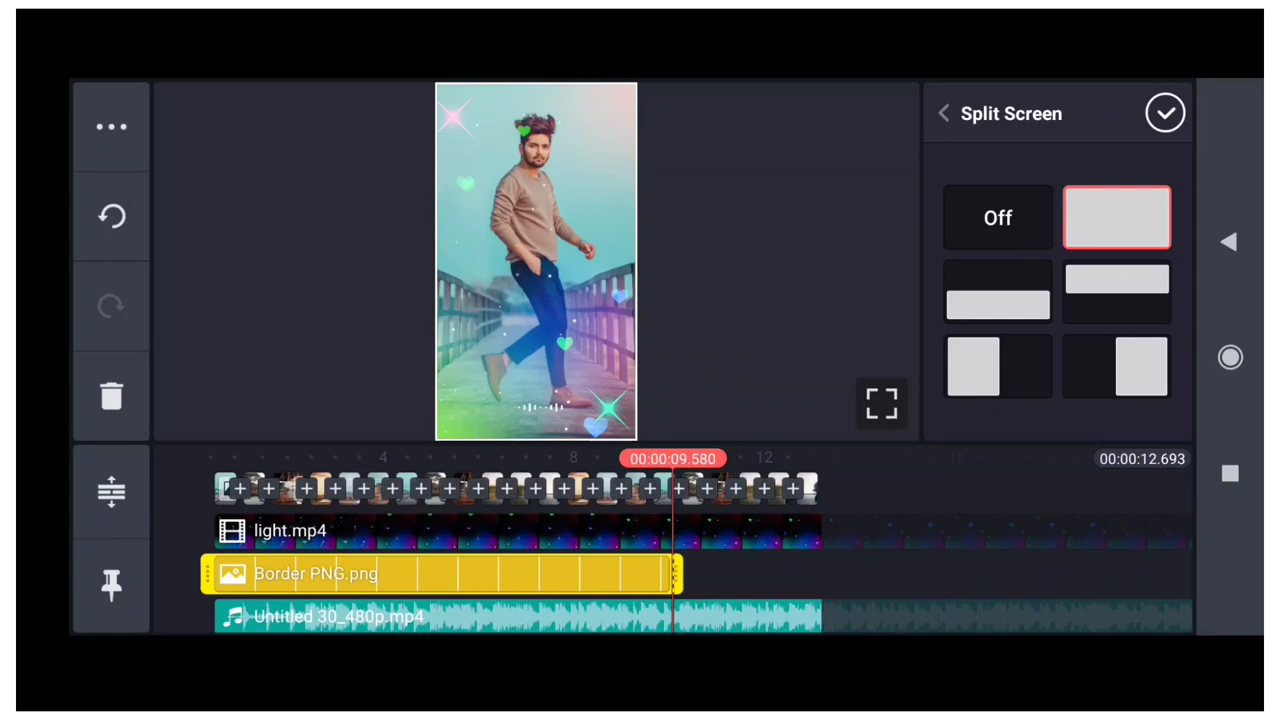 Split Screen
Off
4
8
00:00:09.580
12
16
00:00:12.693
light.mp4
Border PNG.png
Untitled 30_480p.mp4